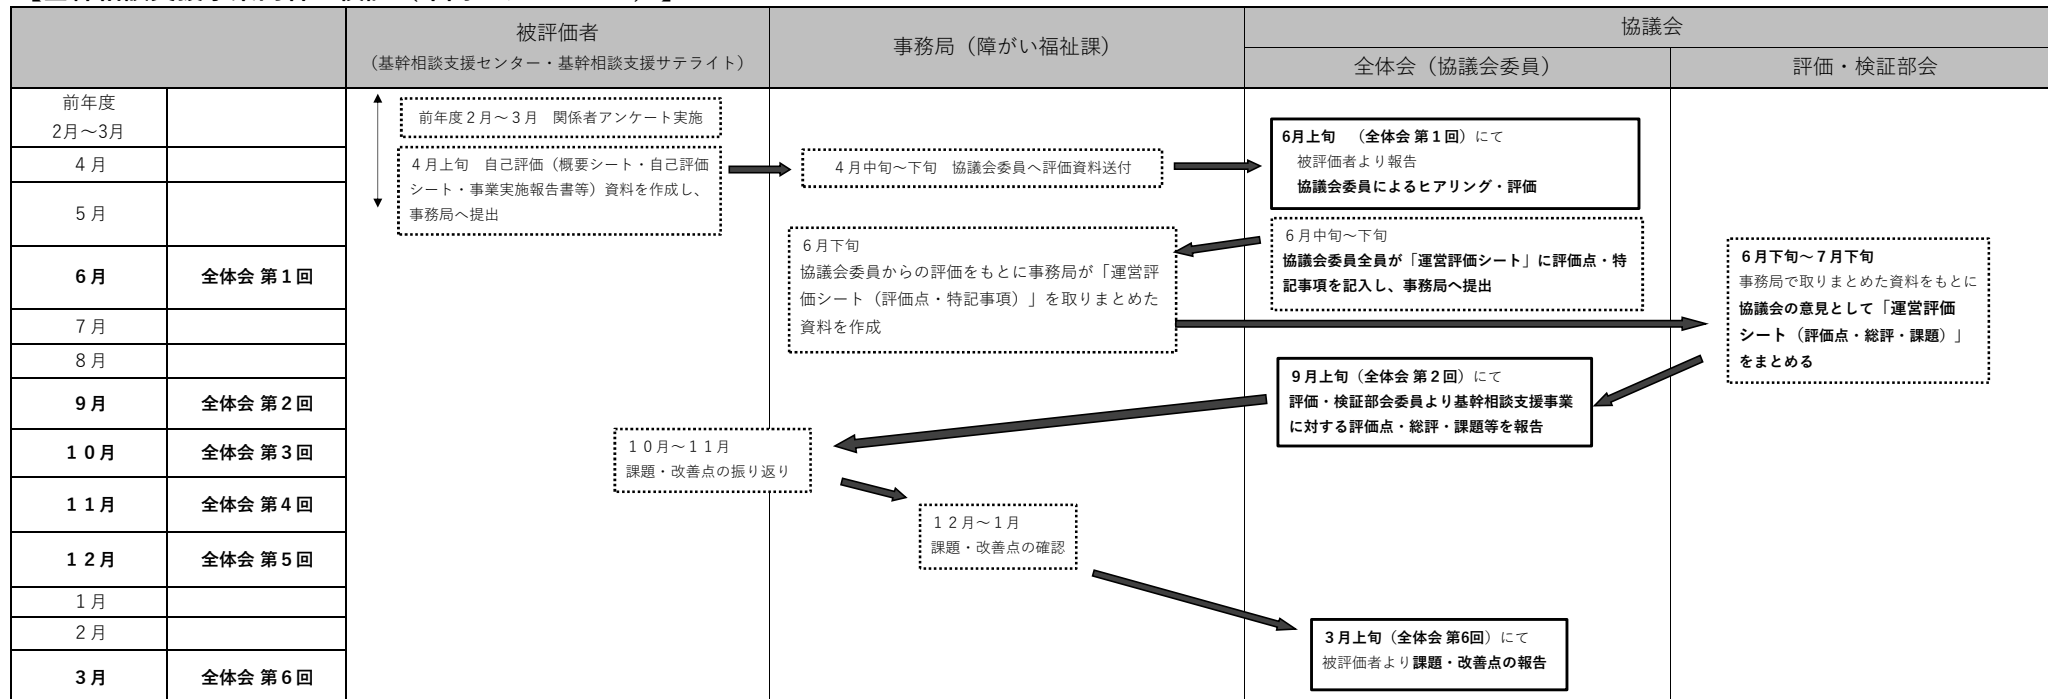 被評価者
（基幹相談支援センター・基幹相談支援サテライト）
事務局（障がい福祉課）
協議会
全体会（協議会委員）
評価・検証部会
前年度
2月～3月
４月
５月
６月
全体会 第１回
７月
８月
９月
全体会 第２回
１０月
全体会 第３回
１１月
全体会 第４回
１２月
全体会 第５回
１月
２月
３月
全体会 第６回
前年度２月～３月　関係者アンケート実施
４月上旬　自己評価（概要シート・自己評価
シート・事業実施報告書等）資料を作成し、
事務局へ提出
４月中旬～下旬　協議会委員へ評価資料送付
6月上旬　（全体会 第１回）にて
被評価者より報告
協議会委員によるヒアリング・評価
６月中旬～下旬
協議会委員全員が「運営評価シート」に評価点・特
記事項を記入し、事務局へ提出
６月下旬
協議会委員からの評価をもとに事務局が「運営評
価シート（評価点・特記事項）」を取りまとめた
資料を作成
６月下旬～７月下旬
事務局で取りまとめた資料をもとに
協議会の意見として「運営評価
シート（評価点・総評・課題）」
をまとめる
９月上旬（全体会 第２回）にて
評価・検証部会委員より基幹相談支援事業
に対する評価点・総評・課題等を報告
１０月～１１月
課題・改善点の振り返り
１２月～１月
課題・改善点の確認
３月上旬（全体会 第6回）にて
被評価者より課題・改善点の報告